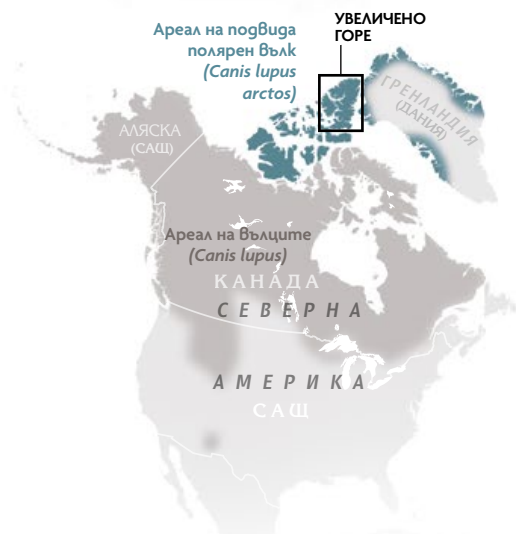 Ареал на подвида
полярен вълк
(Canis lupus
arctos)
УВЕЛИЧЕНО
ГОРЕ
ГРЕНЛАНДИЯ
(ДАНИЯ)
АЛЯСКА
(САЩ)
Ареал на вълците
(Canis lupus)
КАНАДА
СЕВЕРНА
АМЕРИКА
САЩ